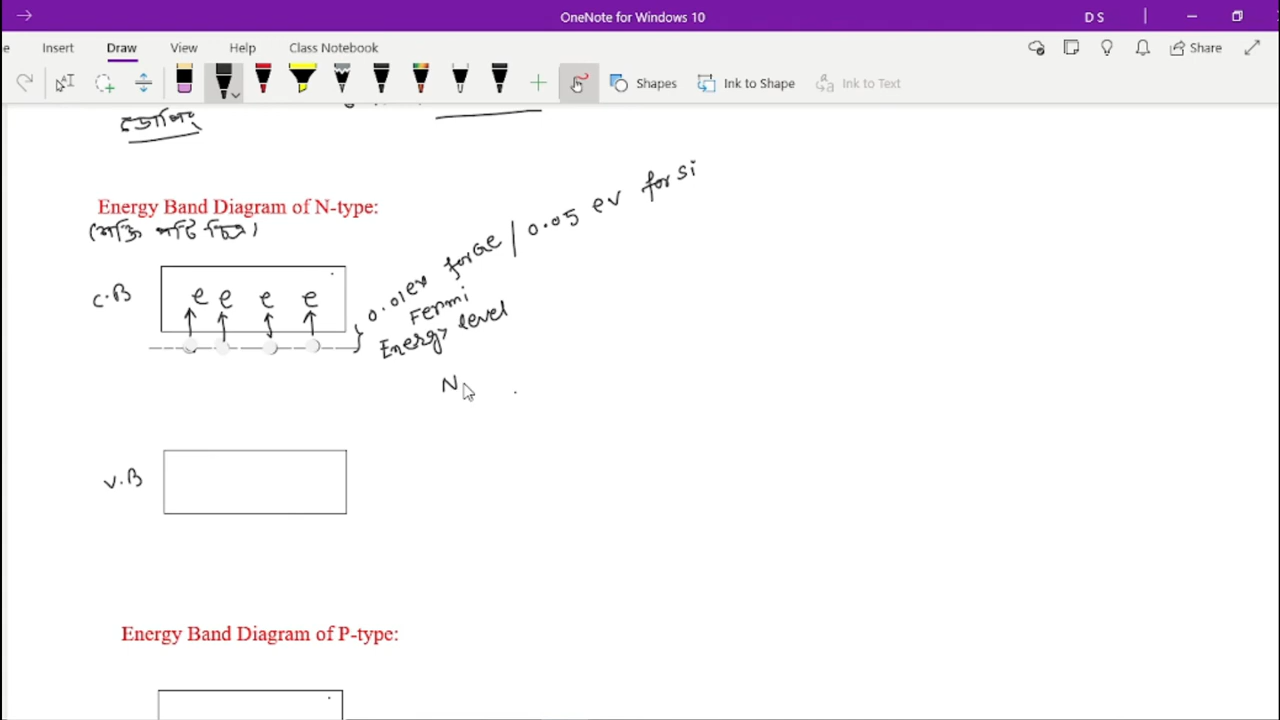 OneNote for Windows 10
D S
e Insert Draw View Help Class Notebook Share
Shapes Ink to Shape Ink to Text
Energy Band Diagram of N-type:
0.01ev for Ge / 0.05 ev for Si
C.B
e e e e
Fermi
Energy level
N
V.B
Energy Band Diagram of P-type: